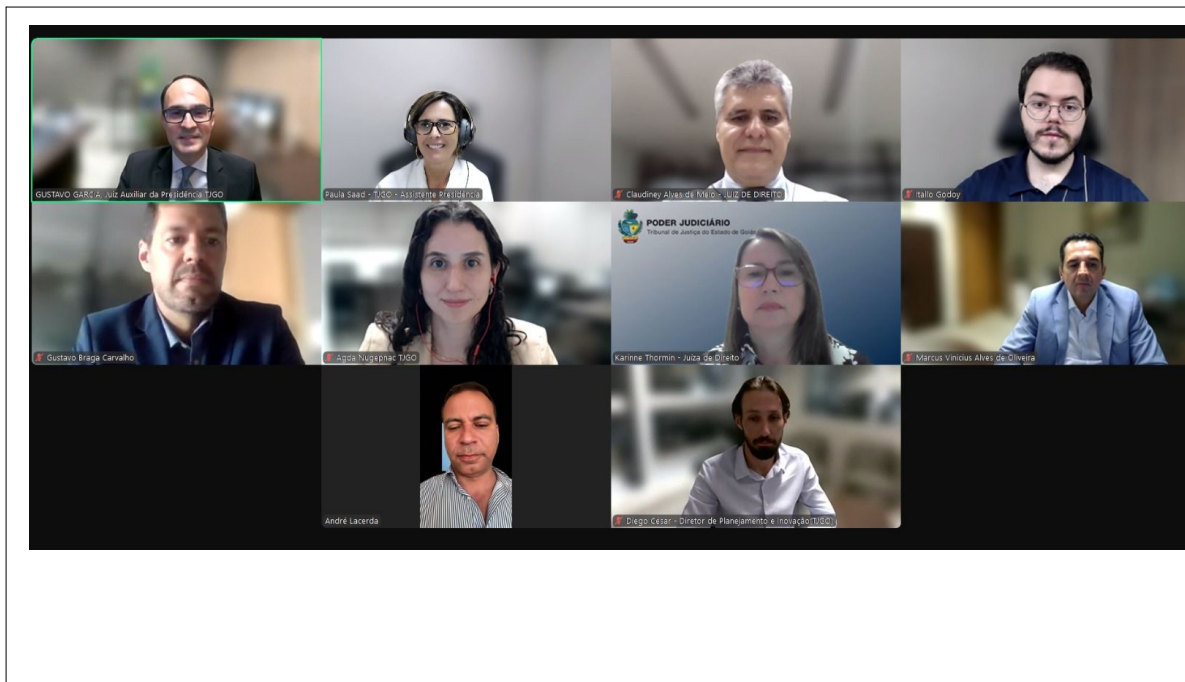 GUSTAVO GARCIA Juiz Auxiliar da Presidência TJGO
Paula Saad - TJGO - Assistente Presidência
Claudiney Alves de Melo - JUIZ DE DIREITO
Itallo Godoy
Gustavo Braga Carvalho
Agda Nugepnac TJGO
PODER JUDICIÁRIO
Tribunal de Justiça do Estado de Goiás
Karinne Thormin - Juíza de Direito
Marcus Vinicius Alves de Oliveira
André Lacerda
Diego Cesar - Diretor de Planejamento e Inovação(TJGO)